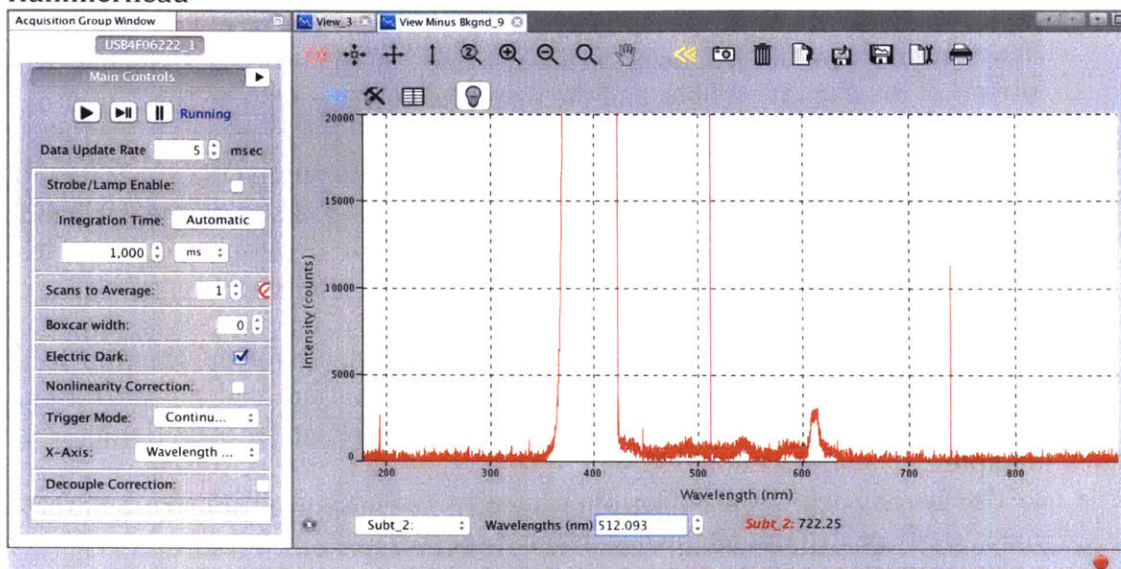 Acquisition Group Window
USB4F06222_1
Main Controls
Running
Data Update Rate 5 msec
Strobe/Lamp Enable:
Integration Time: Automatic
1,000 ms
Scans to Average: 1
Boxcar width: 0
Electric Dark:
Nonlinearity Correction:
Trigger Mode: Continu...
X-Axis: Wavelength ...
Decouple Correction:
View_3 View Minus Bkgnd_9
20000
15000
10000
5000
0
Intensity (counts)
200 300 400 500 600 700 800
Wavelength (nm)
Subt_2: Wavelengths (nm) 512.093 Subt_2: 722.25